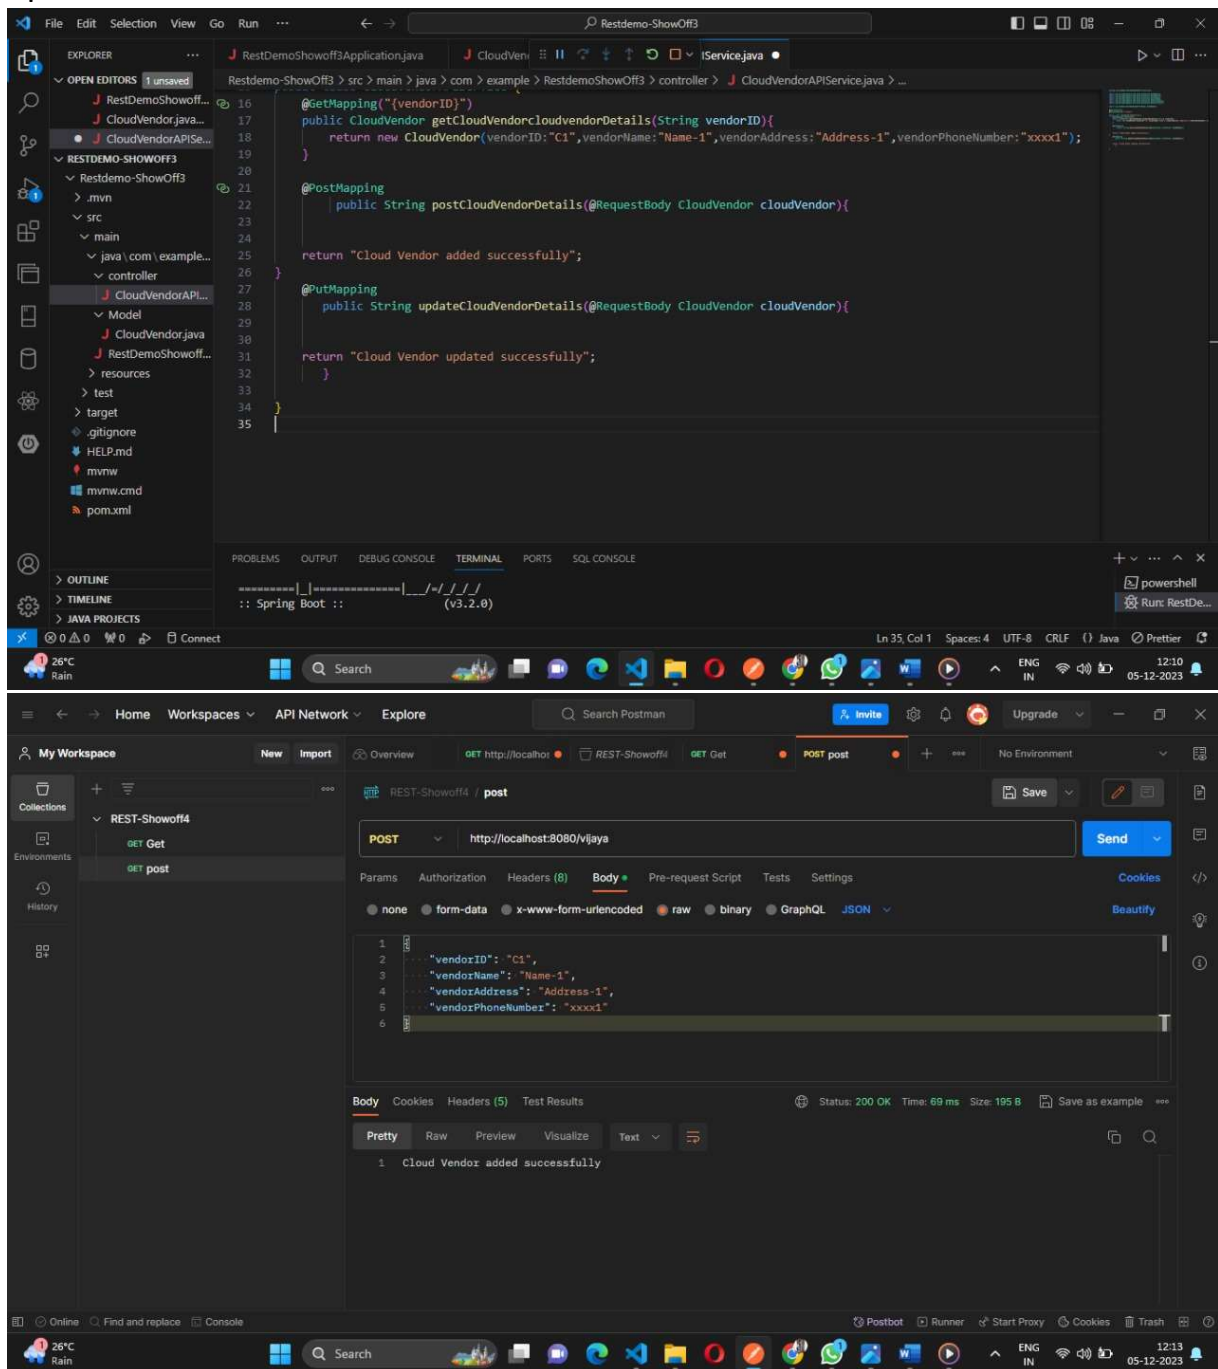 File Edit Selection View Go Run ··· Restdemo-ShowOff3
EXPLORER ···
RestDemoShowoff3Application.java CloudVen IService.java
OPEN EDITORS 1 unsaved
Restdemo-ShowOff3 > src > main > java > com > example > RestdemoShowOff3 > controller > CloudVendorAPIService.java > ...
RestDemoShowoff...
CloudVendor.java...
CloudVendorAPISe...
RESTDEMO-SHOWOFF3
Restdemo-ShowOff3
.mvn
src
main
java\com\example...
controller
CloudVendorAPI...
Model
CloudVendor.java
RestDemoShowoff...
resources
test
target
.gitignore
HELP.md
mvnw
mvnw.cmd
pom.xml
OUTLINE
TIMELINE
JAVA PROJECTS
16 @GetMapping("{vendorID}")
17 public CloudVendor getCloudVendorcloudvendorDetails(String vendorID){
18 return new CloudVendor(vendorID:"C1",vendorName:"Name-1",vendorAddress:"Address-1",vendorPhoneNumber:"xxxx1");
19 }
20
21 @PostMapping
22 public String postCloudVendorDetails(@RequestBody CloudVendor cloudVendor){
23
24
25 return "Cloud Vendor added successfully";
26 }
27 @PutMapping
28 public String updateCloudVendorDetails(@RequestBody CloudVendor cloudVendor){
29
30
31 return "Cloud Vendor updated successfully";
32 }
33
34 }
35
PROBLEMS OUTPUT DEBUG CONSOLE TERMINAL PORTS SQL CONSOLE
=========|_|==============|___/=/_/_/_/
:: Spring Boot :: (v3.2.0)
powershell
Run: RestDe...
0 0 0 Connect Ln 35, Col 1 Spaces: 4 UTF-8 CRLF {} Java Prettier
26°C
Rain
Search
ENG
IN
12:10
05-12-2023
Home Workspaces API Network Explore Search Postman Invite Upgrade
My Workspace New Import Overview GET http://localhos REST-Showoff4 GET Get POST post No Environment
Collections
Environments
History
REST-Showoff4
GET Get
GET post
REST-Showoff4 / post Save
POST http://localhost:8080/vijaya Send
Params Authorization Headers (8) Body Pre-request Script Tests Settings Cookies
none form-data x-www-form-urlencoded raw binary GraphQL JSON Beautify
1 {
2 "vendorID": "C1",
3 "vendorName": "Name-1",
4 "vendorAddress": "Address-1",
5 "vendorPhoneNumber": "xxxx1"
6 }
Body Cookies Headers (5) Test Results Status: 200 OK Time: 69 ms Size: 195 B Save as example
Pretty Raw Preview Visualize Text
1 Cloud Vendor added successfully
Online Find and replace Console Postbot Runner Start Proxy Cookies Trash
26°C
Rain
Search
ENG
IN
12:13
05-12-2023